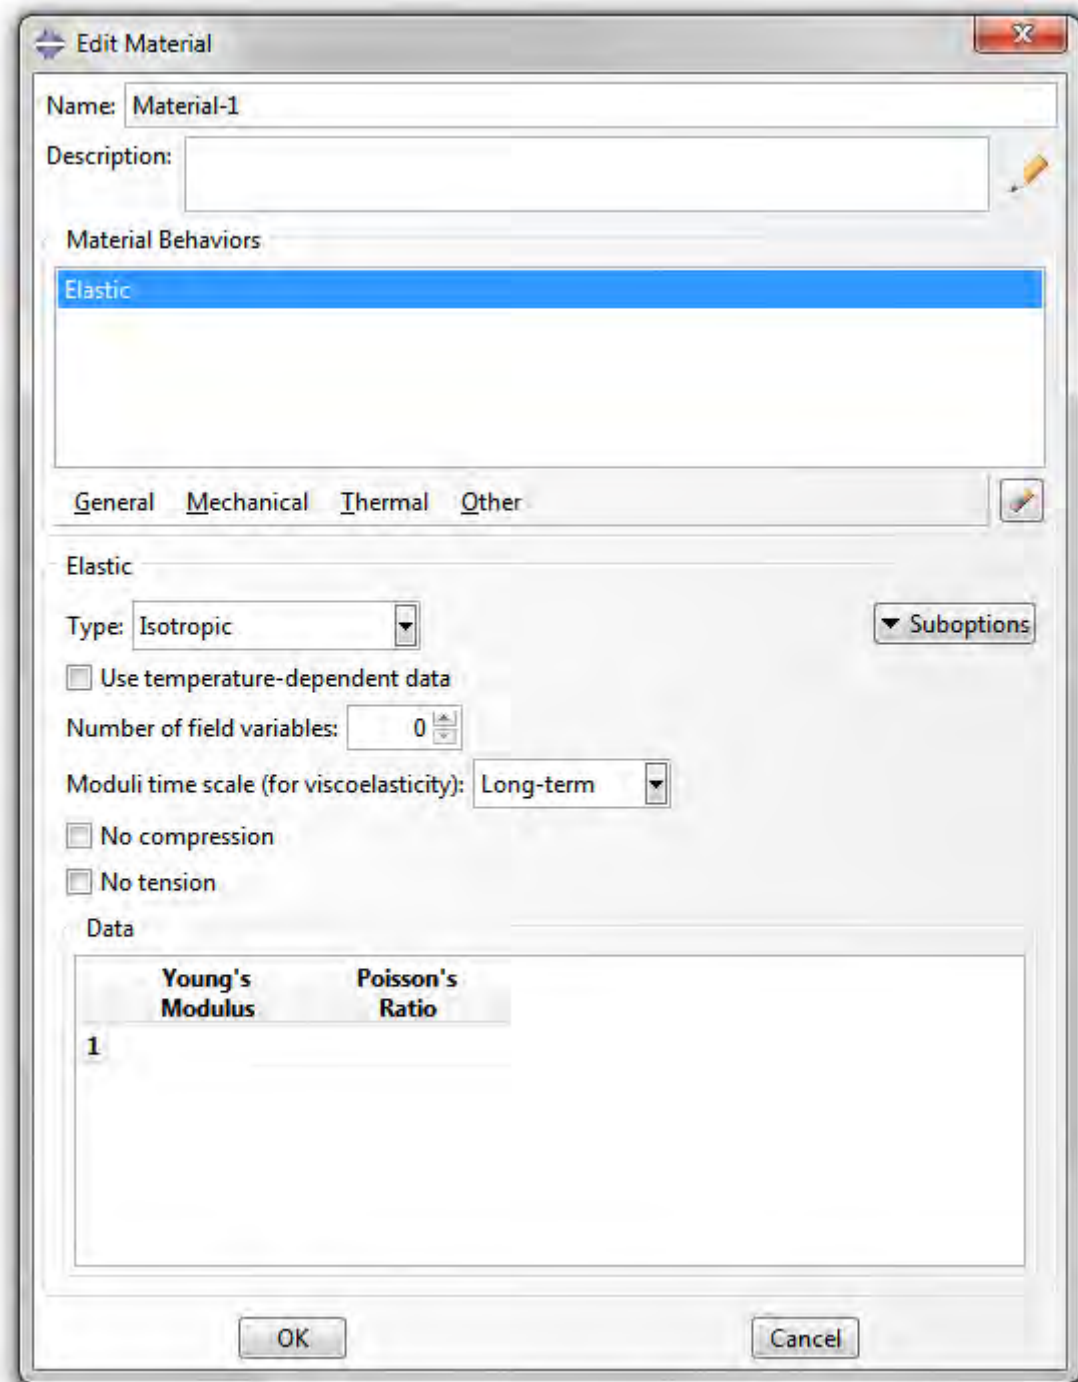 Edit Material
Name: Material-1
Description:
Material Behaviors
Elastic
General Mechanical Thermal Other
Elastic
Type: Isotropic Suboptions
Use temperature-dependent data
Number of field variables: 0
Moduli time scale (for viscoelasticity): Long-term
No compression
No tension
Data
Young's Poisson's
Modulus Ratio
1
OK Cancel